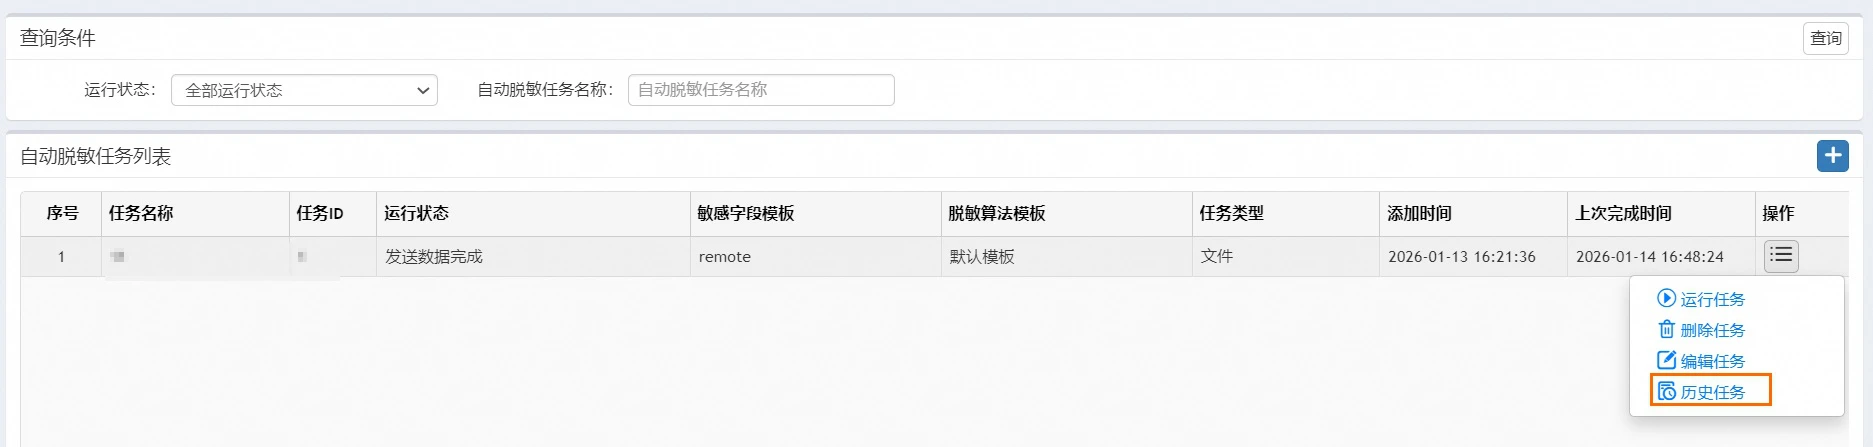 查询条件
查询
运行状态： 全部运行状态 自动脱敏任务名称： 自动脱敏任务名称
自动脱敏任务列表
序号 任务名称 任务ID 运行状态 敏感字段模板 脱敏算法模板 任务类型 添加时间 上次完成时间 操作
1 发送数据完成 remote 默认模板 文件 2026-01-13 16:21:36 2026-01-14 16:48:24
运行任务
删除任务
编辑任务
历史任务